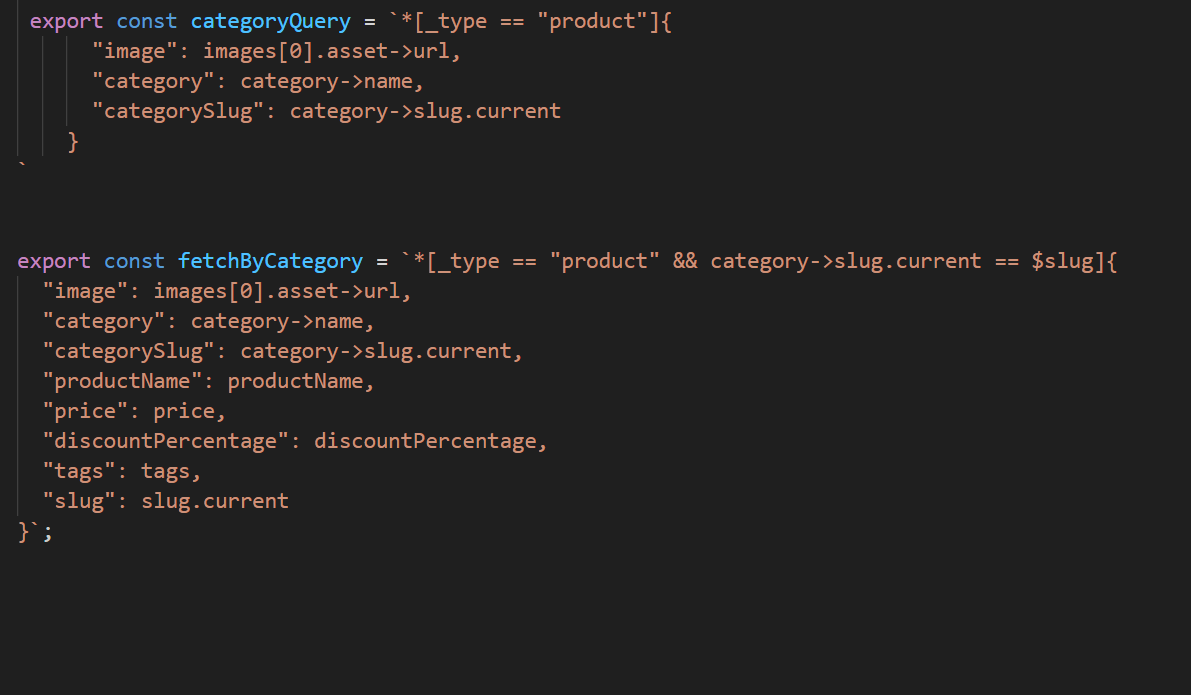 export const categoryQuery = `*[_type == "product"]{
"image": images[0].asset->url,
"category": category->name,
"categorySlug": category->slug.current
}
`
export const fetchByCategory = `*[_type == "product" && category->slug.current == $slug]{
"image": images[0].asset->url,
"category": category->name,
"categorySlug": category->slug.current,
"productName": productName,
"price": price,
"discountPercentage": discountPercentage,
"tags": tags,
"slug": slug.current
}`;